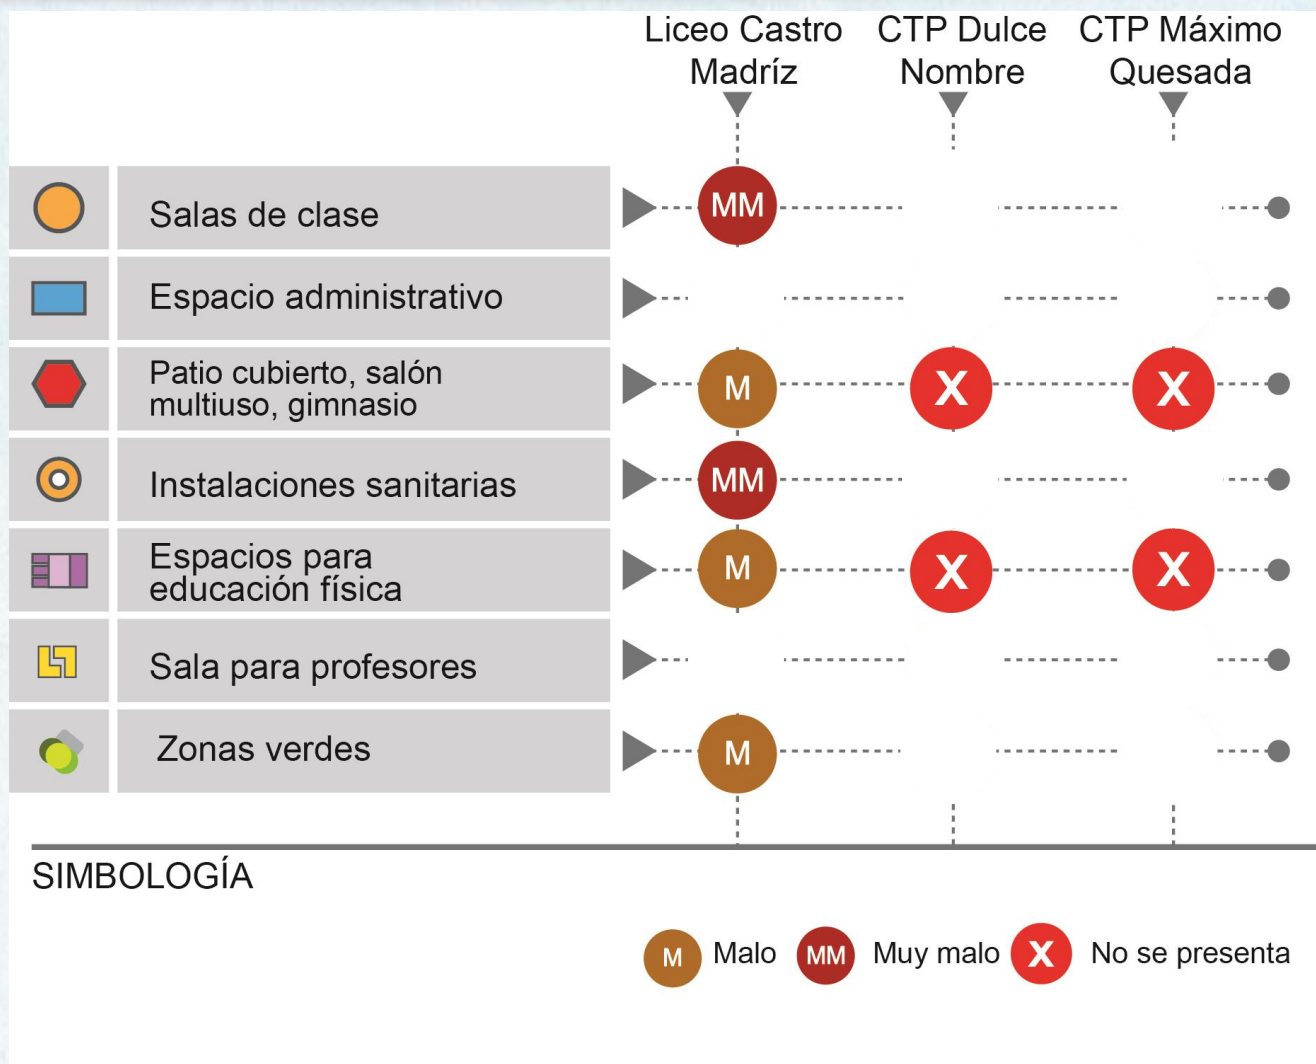 Liceo Castro Madríz
CTP Dulce Nombre
CTP Máximo Quesada
Salas de clase
MM
Espacio administrativo
Patio cubierto, salón
multiuso, gimnasio
M
X
X
Instalaciones sanitarias
MM
Espacios para
educación física
M
X
X
Sala para profesores
Zonas verdes
M
SIMBOLOGÍA
M Malo
MM Muy malo
X No se presenta